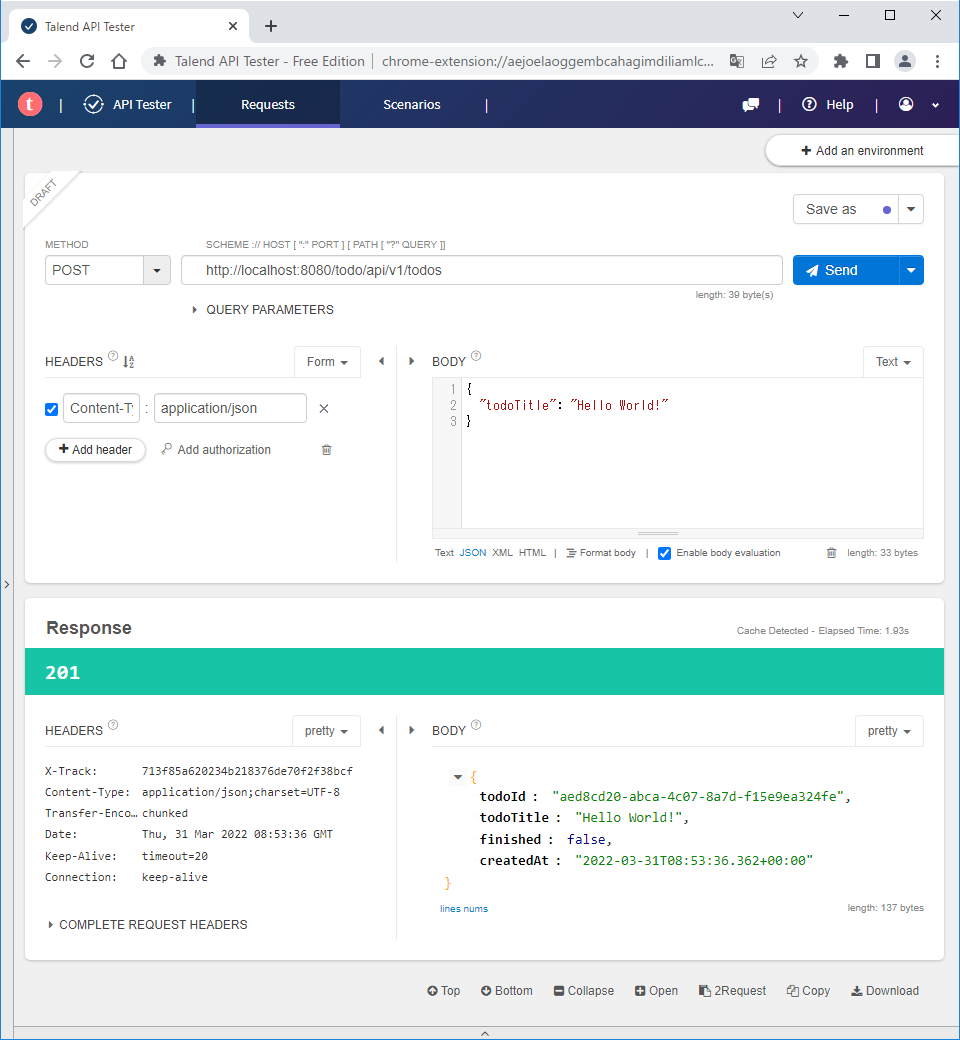 Talend API Tester
Talend API Tester - Free Edition | chrome-extension://aejoelaoggembcahagimdiliamlc...
t | API Tester | Requests Scenarios | | Help |
+ Add an environment
DRAFT
Save as
METHOD SCHEME :// HOST [ ":" PORT ] [ PATH [ "?" QUERY ]]
POST http://localhost:8080/todo/api/v1/todos Send
length: 39 byte(s)
QUERY PARAMETERS
HEADERS ? Form BODY ? Text
Content-T : application/json
1 {
2 "todoTitle": "Hello World!"
3 }
+ Add header Add authorization
Text JSON XML HTML | Format body | Enable body evaluation length: 33 bytes
Response
Cache Detected - Elapsed Time: 1.93s
201
HEADERS ? pretty BODY ? pretty
X-Track: 713f85a620234b218376de70f2f38bcf
Content-Type: application/json;charset=UTF-8
Transfer-Enco... chunked
Date: Thu, 31 Mar 2022 08:53:36 GMT
Keep-Alive: timeout=20
Connection: keep-alive
{
todoId : "aed8cd20-abca-4c07-8a7d-f15e9ea324fe",
todoTitle : "Hello World!",
finished : false,
createdAt : "2022-03-31T08:53:36.362+00:00"
}
lines nums length: 137 bytes
COMPLETE REQUEST HEADERS
Top Bottom Collapse Open 2Request Copy Download